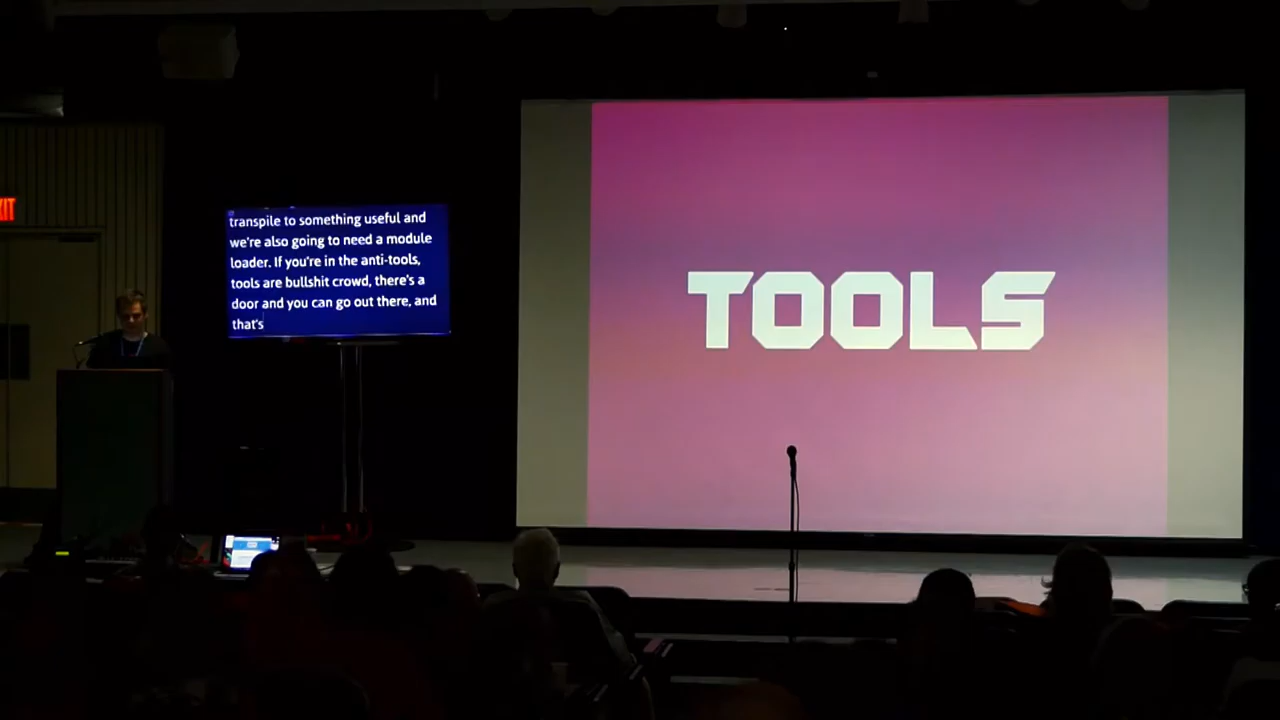 XIT
transpile to something useful and
we're also going to need a module
loader. If you're in the anti-tools,
tools are bullshit crowd, there's a
door and you can go out there, and
that's
TOOLS